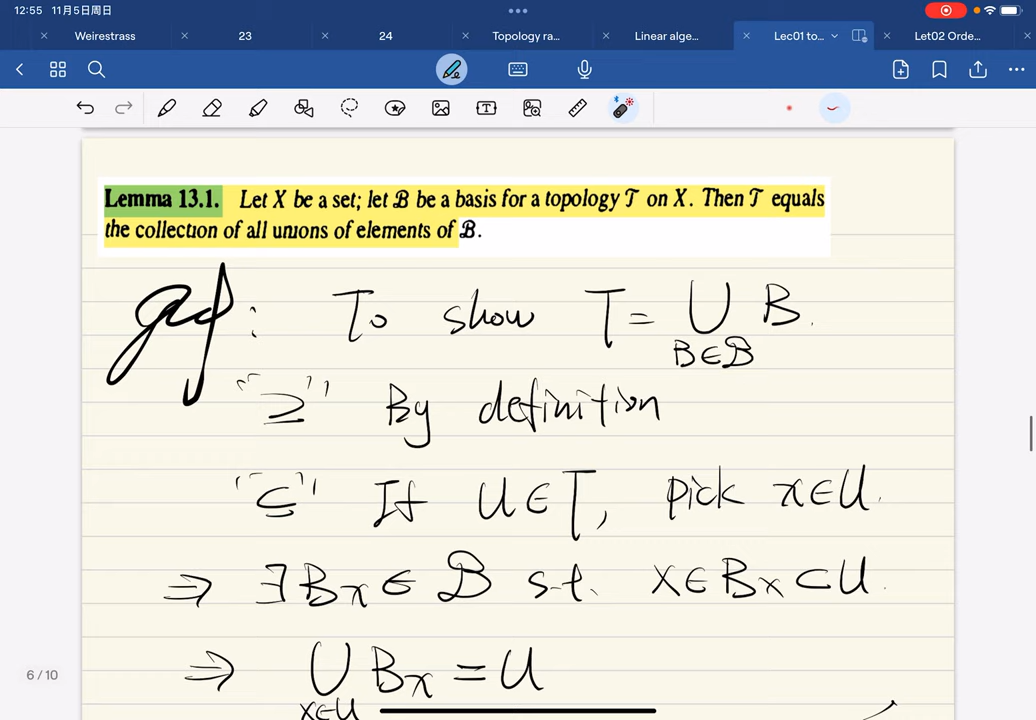 12:55 11月5日周日
Weirestrass
23
24
Topology ra...
Linear alge...
Lec01 to...
Let02 Orde...
Lemma 13.1. Let X be a set; let ℬ be a basis for a topology 𝒯 on X. Then 𝒯 equals
the collection of all unions of elements of ℬ.
: To show T = ⋃ B.
B∈ℬ
"⊇" By definition
"⊆" If U∈T, pick x∈U.
⇒ ∃Bx ∈ ℬ s.t. x∈Bx⊂U.
⇒ ⋃ Bx = U
x∈U
6 / 10